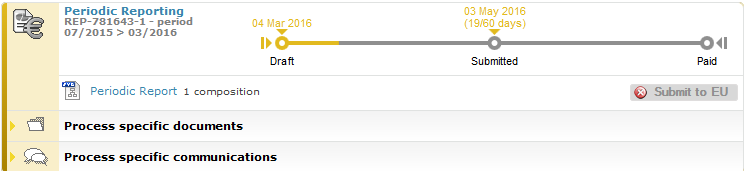 Periodic Reporting
REP-781643-1 - period
07/2015 > 03/2016
04 Mar 2016
03 May 2016
(19/60 days)
Draft
Submitted
Paid
Periodic Report 1 composition
Submit to EU
Process specific documents
Process specific communications